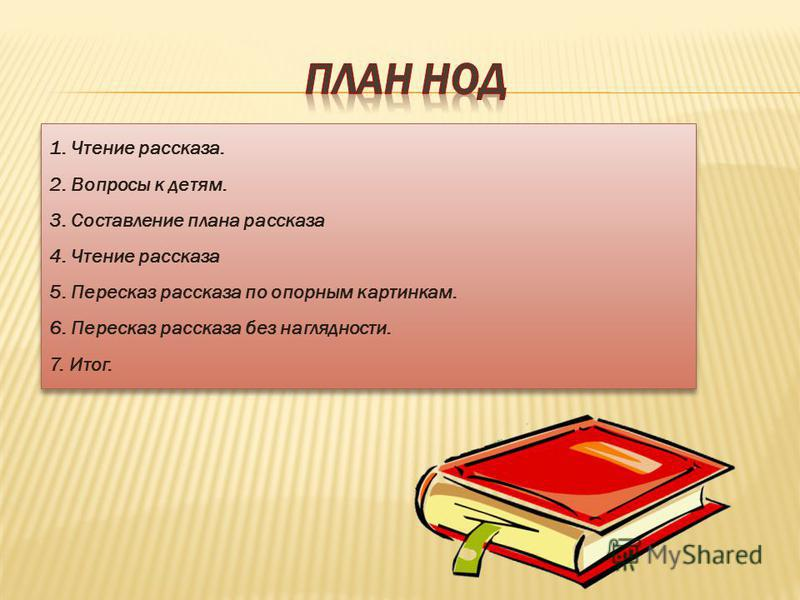 ПЛАН НОД
1. Чтение рассказа.
2. Вопросы к детям.
3. Составление плана рассказа
4. Чтение рассказа
5. Пересказ рассказа по опорным картинкам.
6. Пересказ рассказа без наглядности.
7. Итог.
MyShared